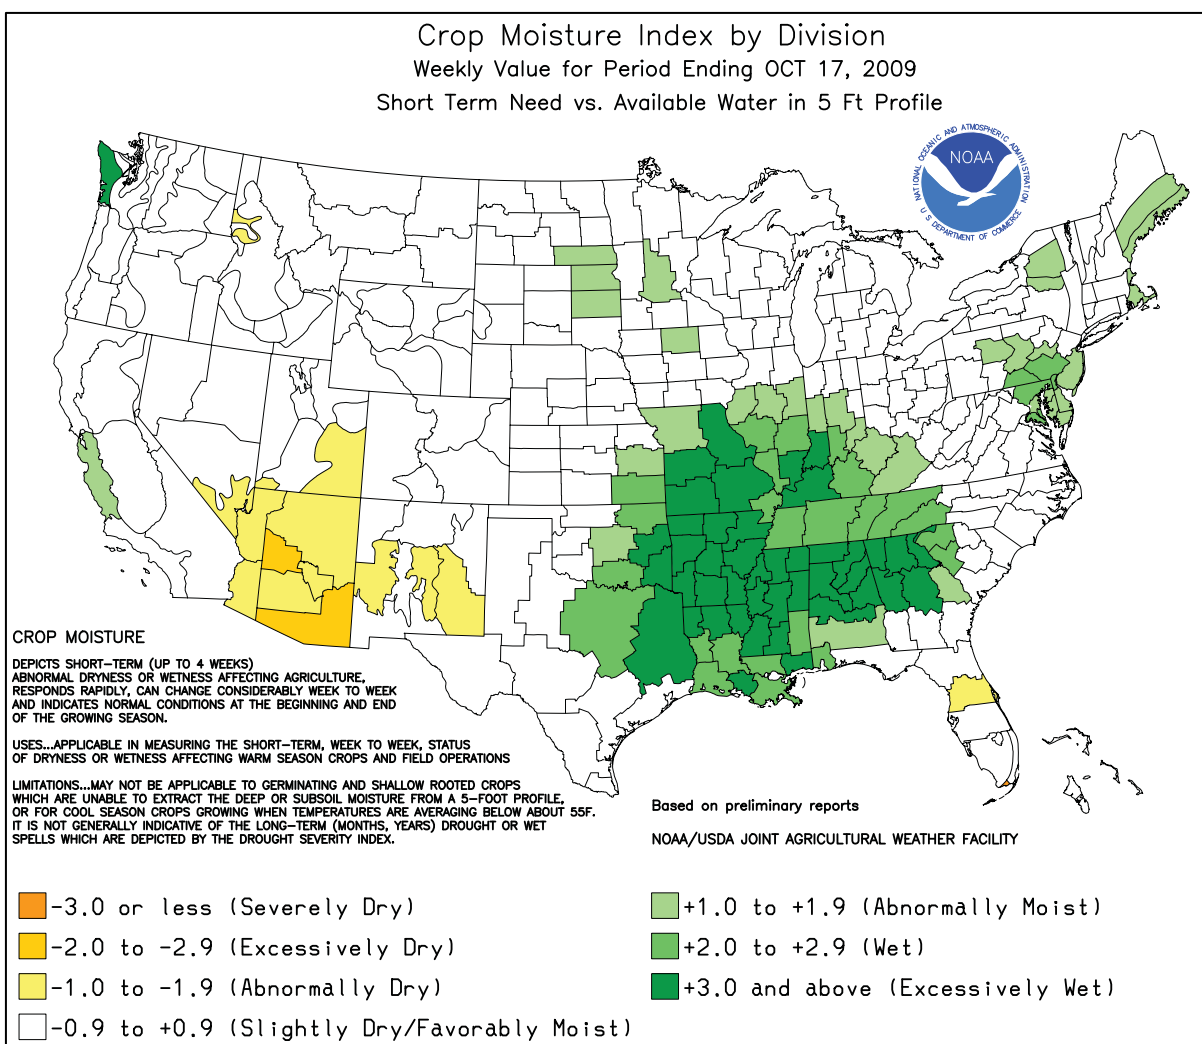 Crop Moisture Index by Division
Weekly Value for Period Ending OCT 17, 2009
Short Term Need vs. Available Water in 5 Ft Profile
NATIONAL OCEANIC AND ATMOSPHERIC ADMINISTRATION
NOAA
U S DEPARTMENT OF COMMERCE
CROP MOISTURE
DEPICTS SHORT-TERM (UP TO 4 WEEKS)
ABNORMAL DRYNESS OR WETNESS AFFECTING AGRICULTURE,
RESPONDS RAPIDLY, CAN CHANGE CONSIDERABLY WEEK TO WEEK
AND INDICATES NORMAL CONDITIONS AT THE BEGINNING AND END
OF THE GROWING SEASON.
USES...APPLICABLE IN MEASURING THE SHORT-TERM, WEEK TO WEEK, STATUS
OF DRYNESS OR WETNESS AFFECTING WARM SEASON CROPS AND FIELD OPERATIONS
LIMITATIONS...MAY NOT BE APPLICABLE TO GERMINATING AND SHALLOW ROOTED CROPS
WHICH ARE UNABLE TO EXTRACT THE DEEP OR SUBSOIL MOISTURE FROM A 5-FOOT PROFILE,
OR FOR COOL SEASON CROPS GROWING WHEN TEMPERATURES ARE AVERAGING BELOW ABOUT 55F.
IT IS NOT GENERALLY INDICATIVE OF THE LONG-TERM (MONTHS, YEARS) DROUGHT OR WET
SPELLS WHICH ARE DEPICTED BY THE DROUGHT SEVERITY INDEX.
Based on preliminary reports
NOAA/USDA JOINT AGRICULTURAL WEATHER FACILITY
-3.0 or less (Severely Dry)
-2.0 to -2.9 (Excessively Dry)
-1.0 to -1.9 (Abnormally Dry)
-0.9 to +0.9 (Slightly Dry/Favorably Moist)
+1.0 to +1.9 (Abnormally Moist)
+2.0 to +2.9 (Wet)
+3.0 and above (Excessively Wet)